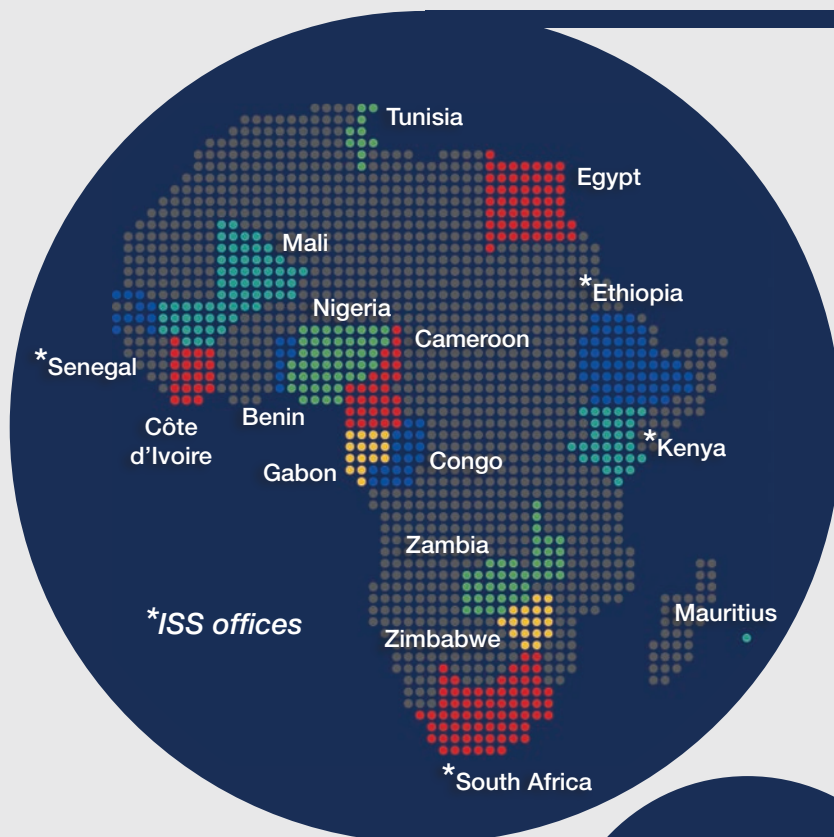 Tunisia
Egypt
Mali
*Ethiopia
Nigeria
Cameroon
*Senegal
Benin
Côte
d'Ivoire
*Kenya
Gabon
Congo
Zambia
Mauritius
*ISS offices
Zimbabwe
*South Africa